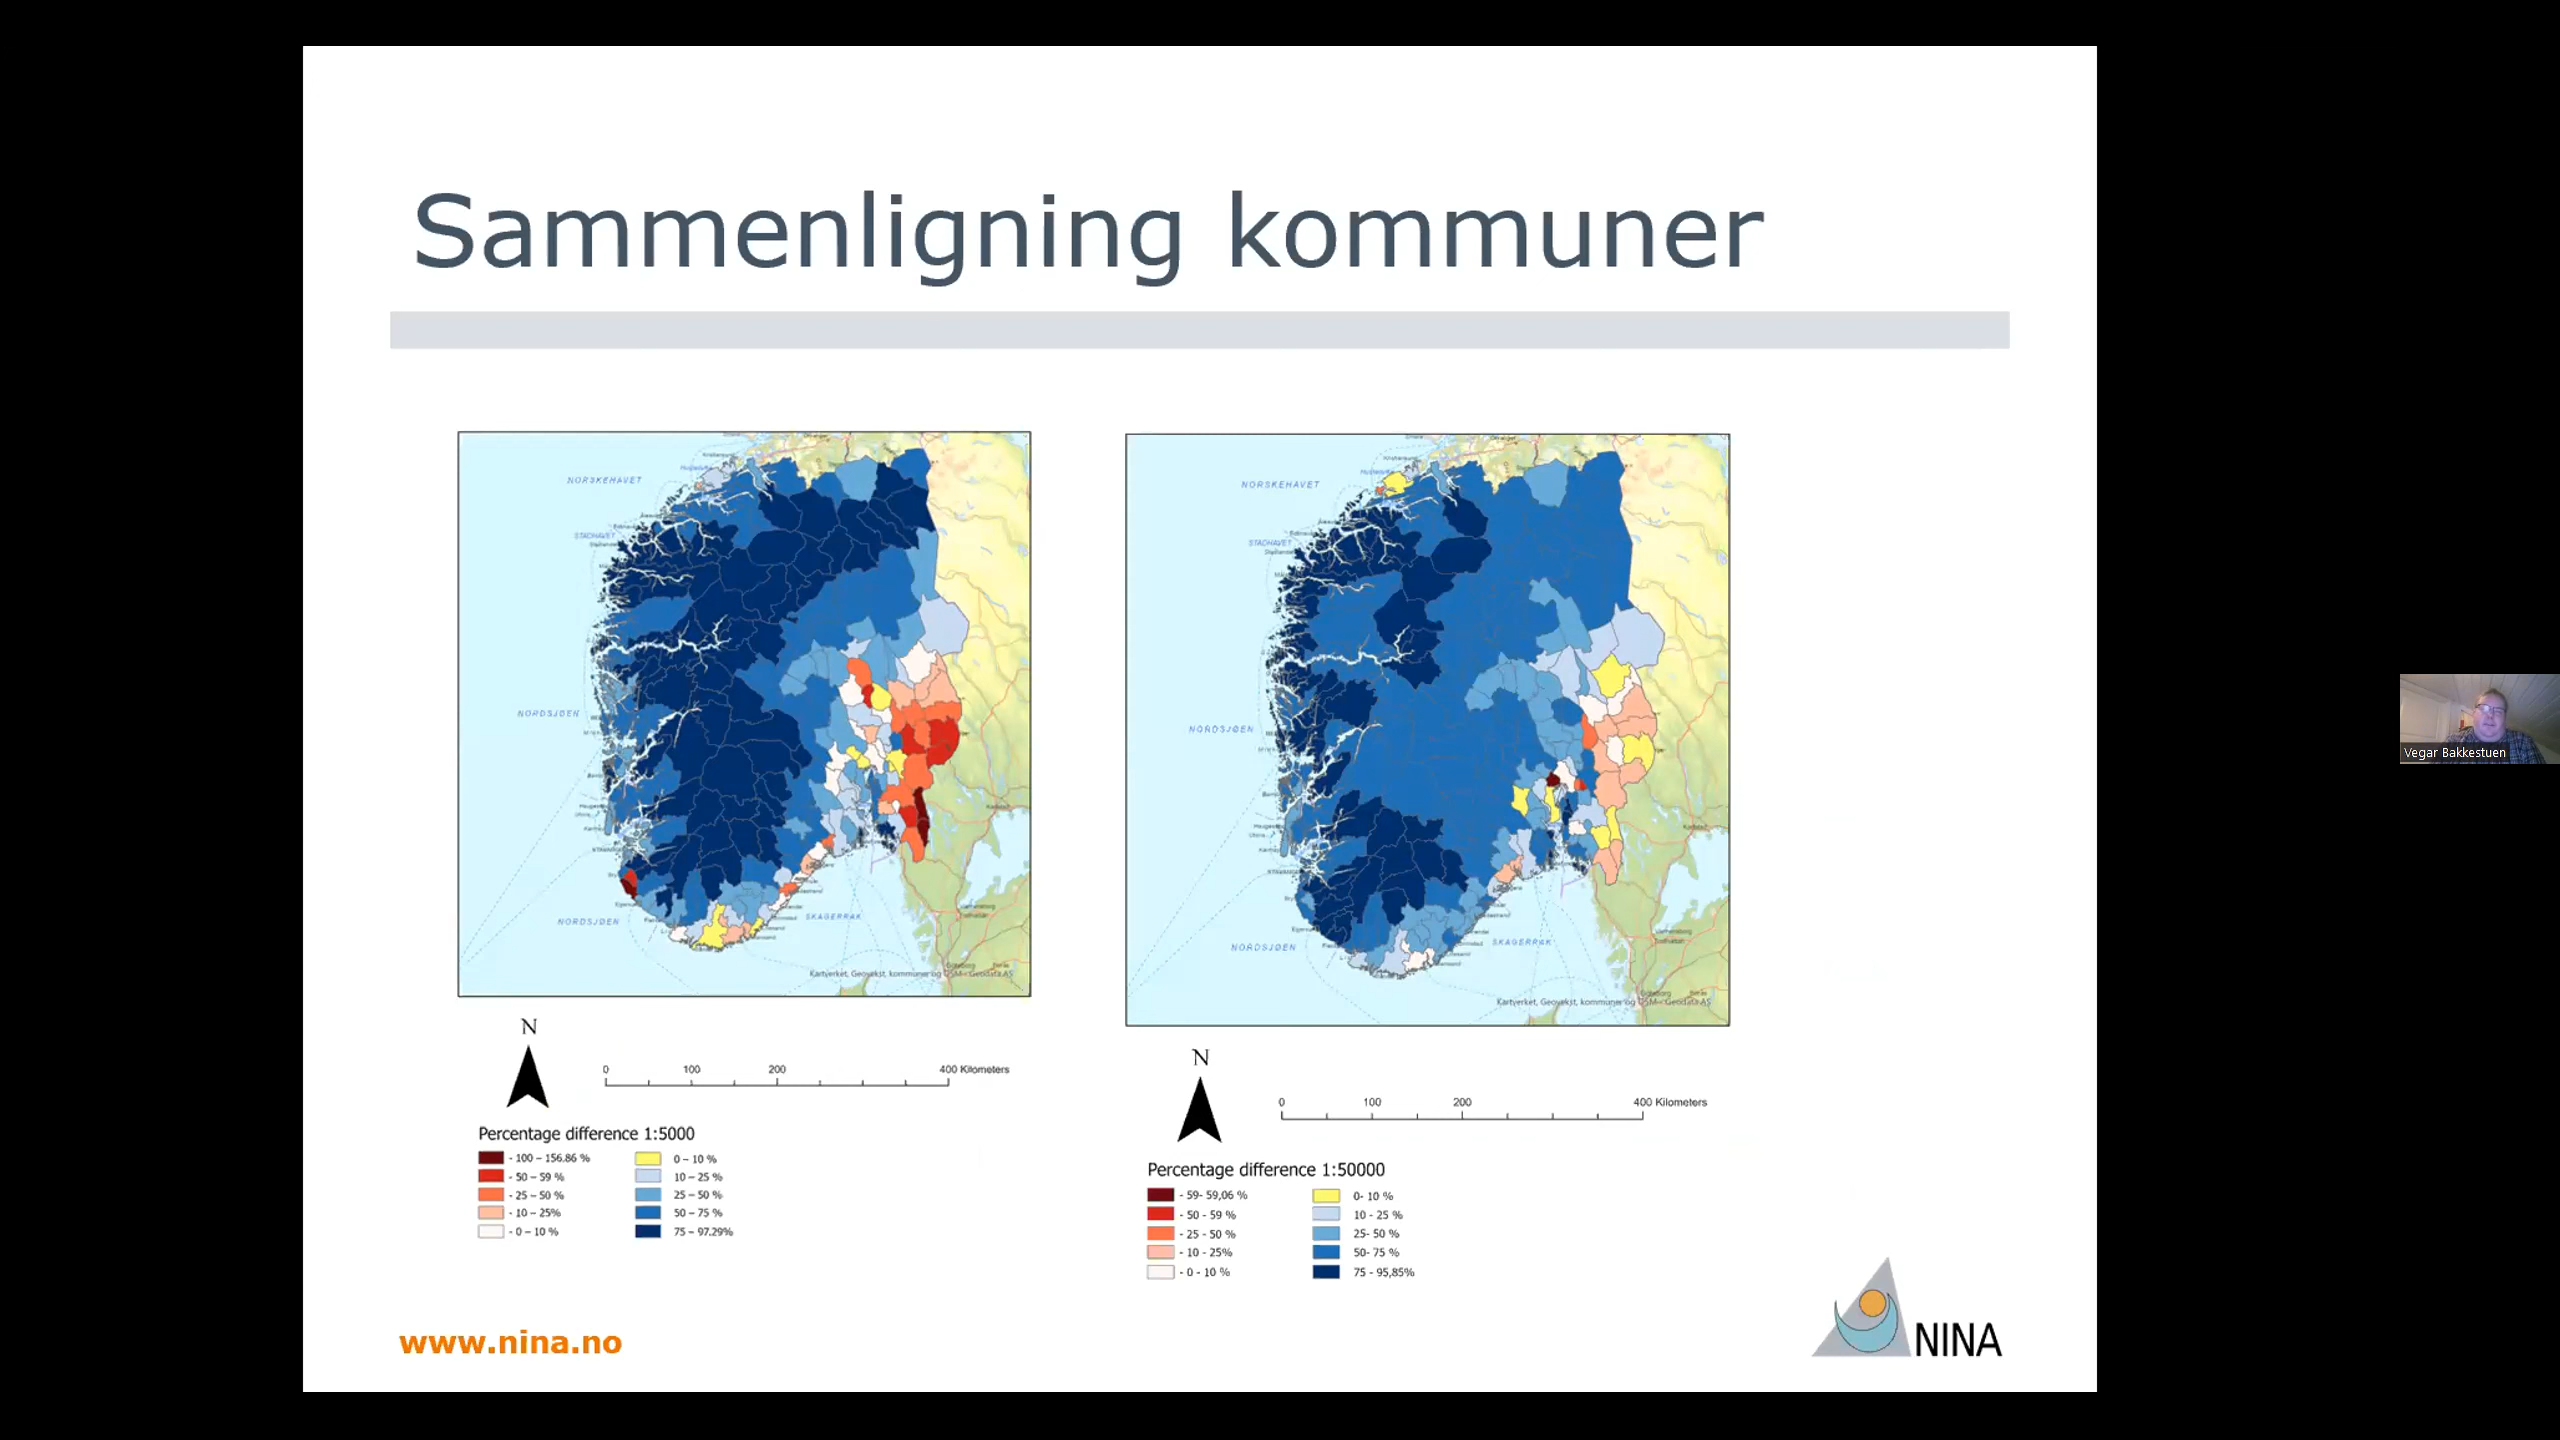 Sammenligning kommuner
NORSKEHAVET
STADHAVET
NORDSJØEN
NORDSJØEN
SKAGERRAK
Kartverket, Geovekst, kommuner og OSM - Geodata AS
N
0 100 200 400 Kilometers
Percentage difference 1:5000
- 100 – 156.86 %
- 50 – 59 %
- 25 – 50 %
- 10 – 25%
- 0 – 10 %
0 – 10 %
10 – 25 %
25 – 50 %
50 – 75 %
75 – 97.29%
NORSKEHAVET
STADHAVET
NORDSJØEN
NORDSJØEN
SKAGERRAK
Kartverket, Geovekst, kommuner og OSM - Geodata AS
N
0 100 200 400 Kilometers
Percentage difference 1:50000
- 59- 59,06 %
- 50 - 59 %
- 25 - 50 %
- 10 - 25%
- 0 - 10 %
0- 10 %
10 - 25 %
25- 50 %
50- 75 %
75 - 95,85%
www.nina.no
NINA
Vegar Bakkestuen